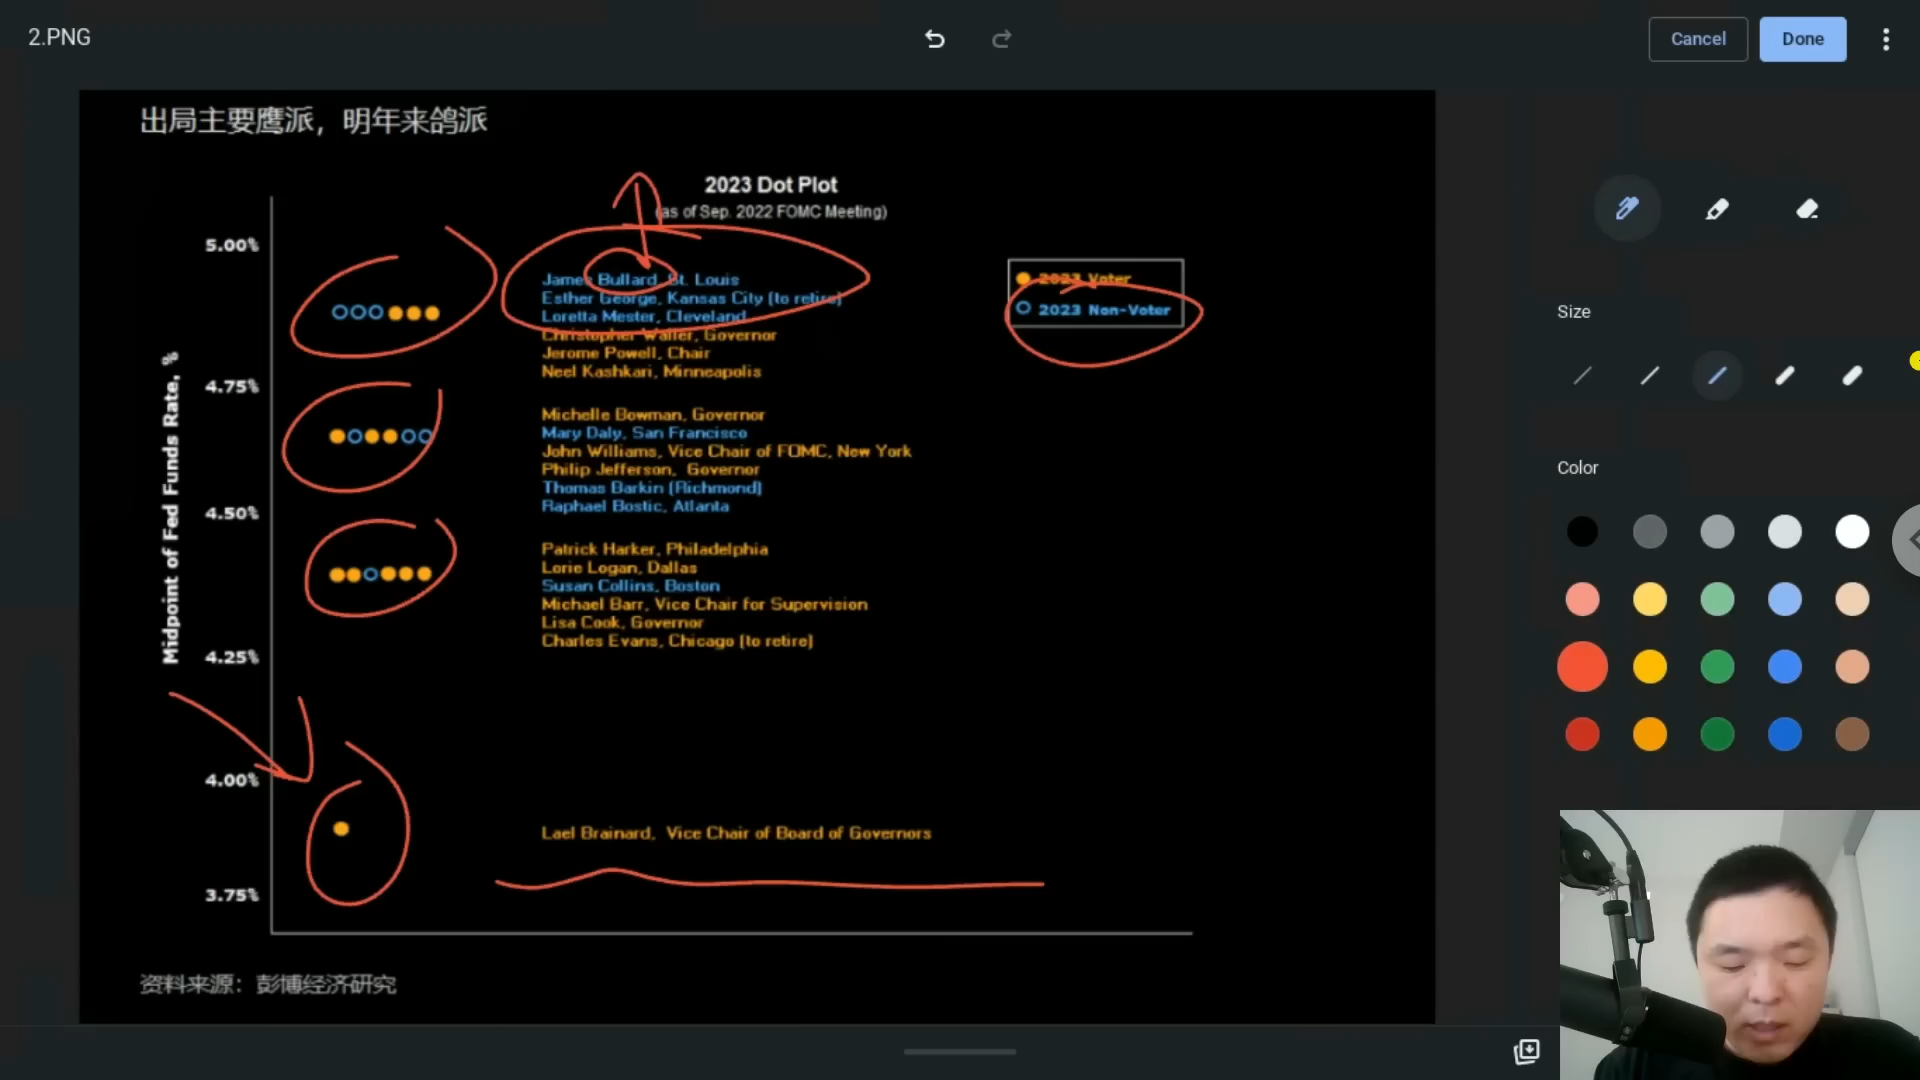 2.PNG
Cancel
Done
出局主要鹰派，明年来鸽派
2023 Dot Plot
(as of Sep. 2022 FOMC Meeting)
5.00%
4.75%
4.50%
4.25%
4.00%
3.75%
Midpoint of Fed Funds Rate, %
James Bullard, St. Louis
Esther George, Kansas City (to retire)
Loretta Mester, Cleveland
Christopher Waller, Governor
Jerome Powell, Chair
Neel Kashkari, Minneapolis
Michelle Bowman, Governor
Mary Daly, San Francisco
John Williams, Vice Chair of FOMC, New York
Philip Jefferson, Governor
Thomas Barkin (Richmond)
Raphael Bostic, Atlanta
Patrick Harker, Philadelphia
Lorie Logan, Dallas
Susan Collins, Boston
Michael Barr, Vice Chair for Supervision
Lisa Cook, Governor
Charles Evans, Chicago (to retire)
Lael Brainard, Vice Chair of Board of Governors
2023 Voter
2023 Non-Voter
资料来源：彭博经济研究
Size
Color